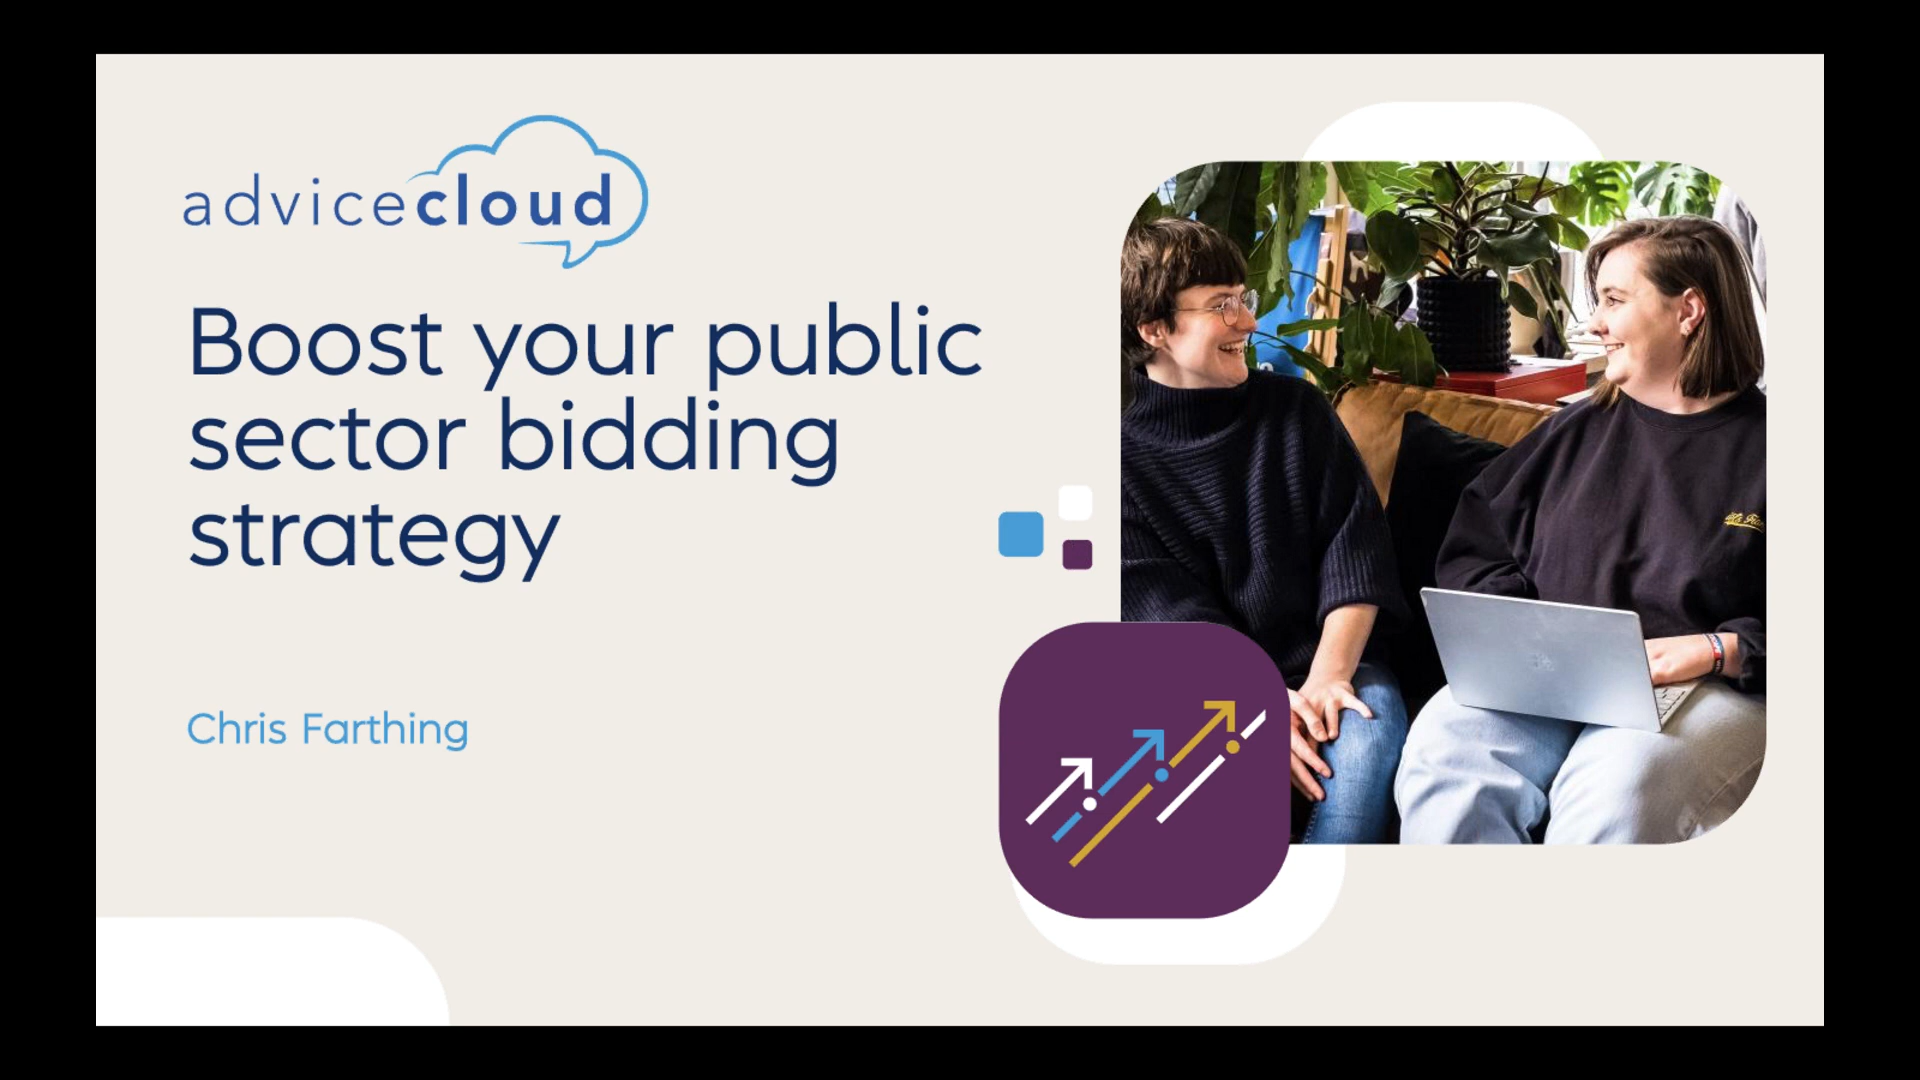 advicecloud
Boost your public
sector bidding
strategy
Chris Farthing